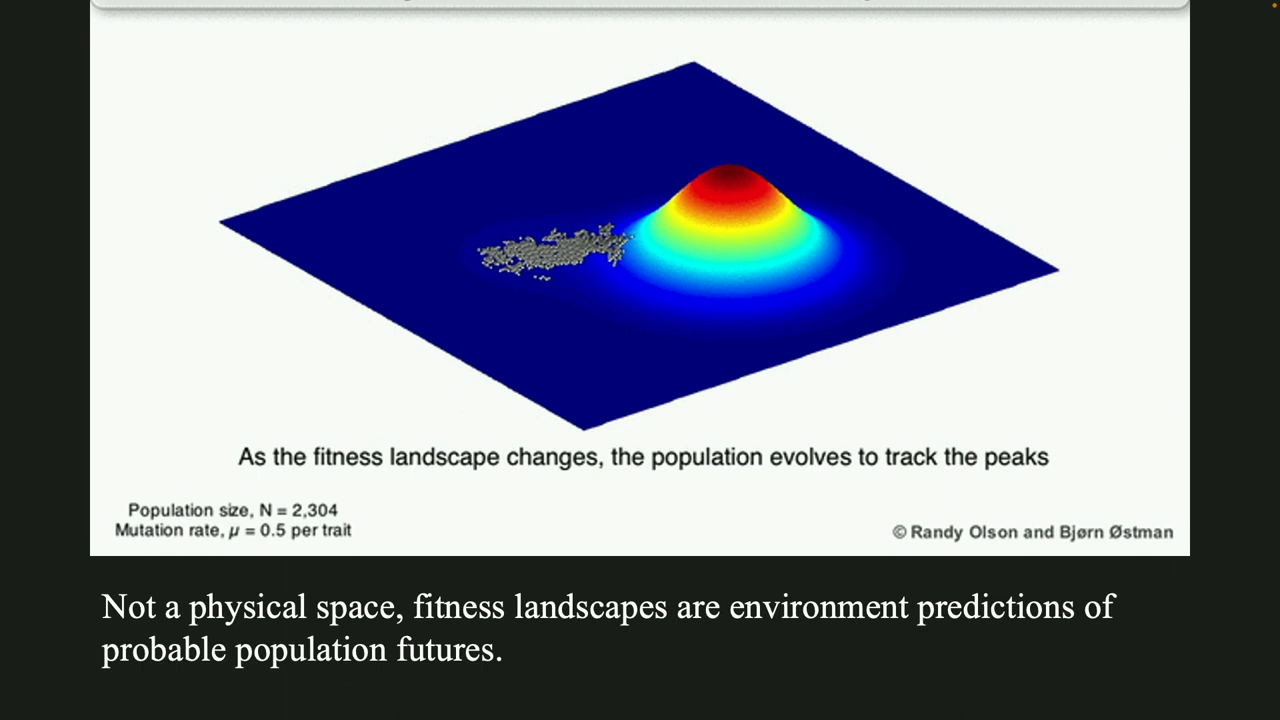 As the fitness landscape changes, the population evolves to track the peaks
Population size, N = 2,304
Mutation rate, μ = 0.5 per trait
© Randy Olson and Bjørn Østman
Not a physical space, fitness landscapes are environment predictions of
probable population futures.